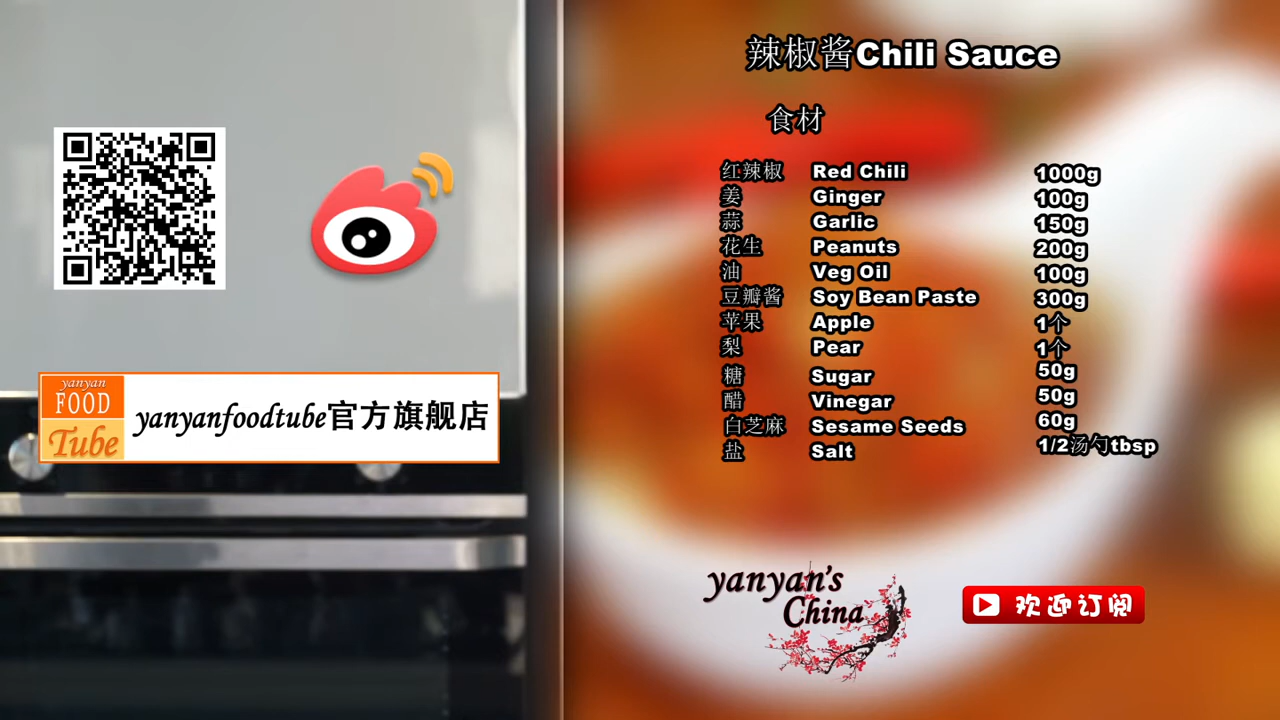 辣椒酱Chili Sauce
食材
红辣椒 Red Chili 1000g
姜 Ginger 100g
蒜 Garlic 150g
花生 Peanuts 200g
油 Veg Oil 100g
豆瓣酱 Soy Bean Paste 300g
苹果 Apple 1个
梨 Pear 1个
糖 Sugar 50g
醋 Vinegar 50g
白芝麻 Sesame Seeds 60g
盐 Salt 1/2汤勺tbsp
yanyan
FOOD
Tube
yanyanfoodtube官方旗舰店
yanyan's
China
欢迎订阅